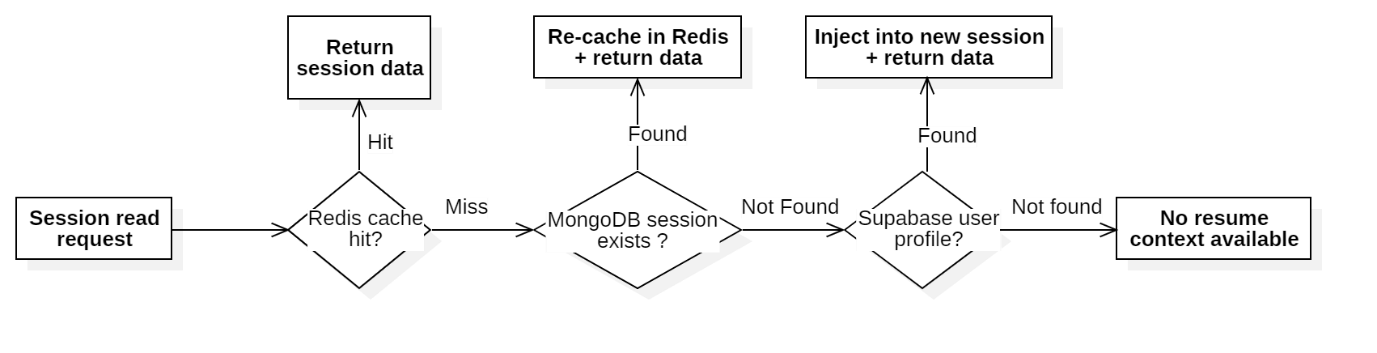 Return
session data
Re-cache in Redis
+ return data
Inject into new session
+ return data
Hit
Found
Found
Session read
request
Redis cache
hit?
Miss
MongoDB session
exists ?
Not Found
Supabase user
profile?
Not found
No resume
context available